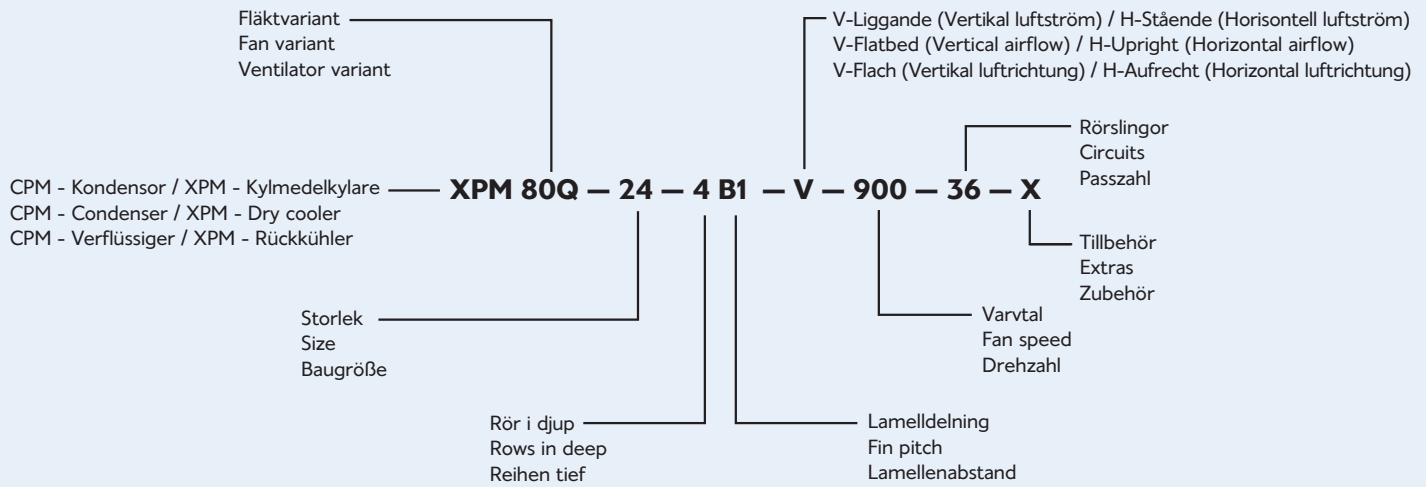 Fläktvariant
Fan variant
Ventilator variant
V-Liggande (Vertikal luftström) / H-Stående (Horisontell luftström)
V-Flatbed (Vertical airflow) / H-Upright (Horizontal airflow)
V-Flach (Vertikal luftrichtung) / H-Aufrecht (Horizontal luftrichtung)
Rörslingor
Circuits
Passzahl
CPM - Kondensor / XPM - Kylmedelkylare
CPM - Condenser / XPM - Dry cooler
CPM - Verflüssiger / XPM - Rückkühler
XPM 80Q — 24 — 4 B1 — V — 900 — 36 — X
Tillbehör
Extras
Zubehör
Storlek
Size
Baugröße
Varvtal
Fan speed
Drehzahl
Rör i djup
Rows in deep
Reihen tief
Lamelldelning
Fin pitch
Lamellenabstand